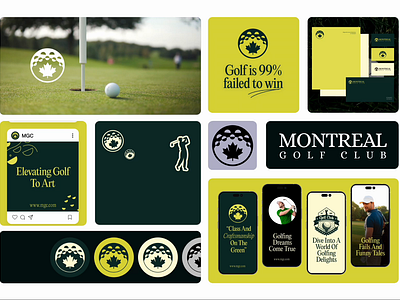 Golf is 99%
failed to win
MGC
Elevating Golf
To Art
www.mgc.com
MONTREAL
GOLF CLUB
"Class And
Craftsmanship
On The
Green"
Golfing
Dreams
Come True
Dive Into A
World Of
Golfing
Delights
Golfing
Fails And
Funny Tales